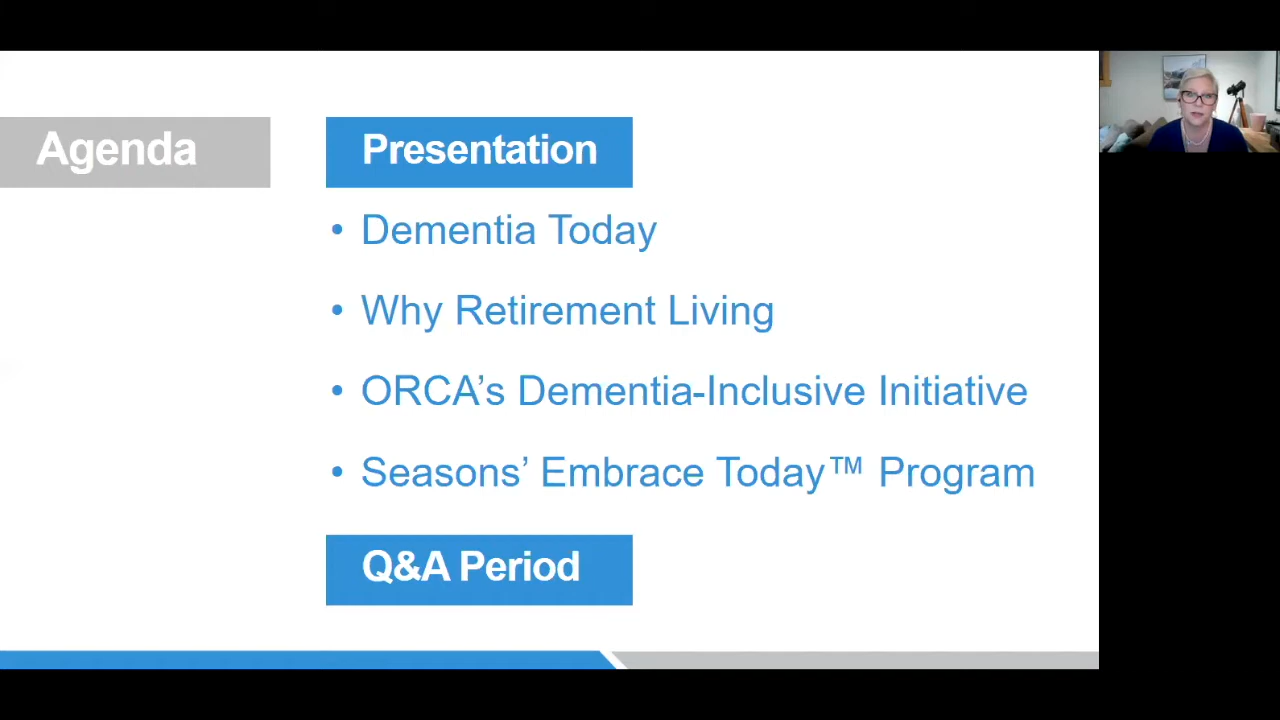 Agenda
Presentation
• Dementia Today
• Why Retirement Living
• ORCA’s Dementia-Inclusive Initiative
• Seasons’ Embrace Today™ Program
Q&A Period